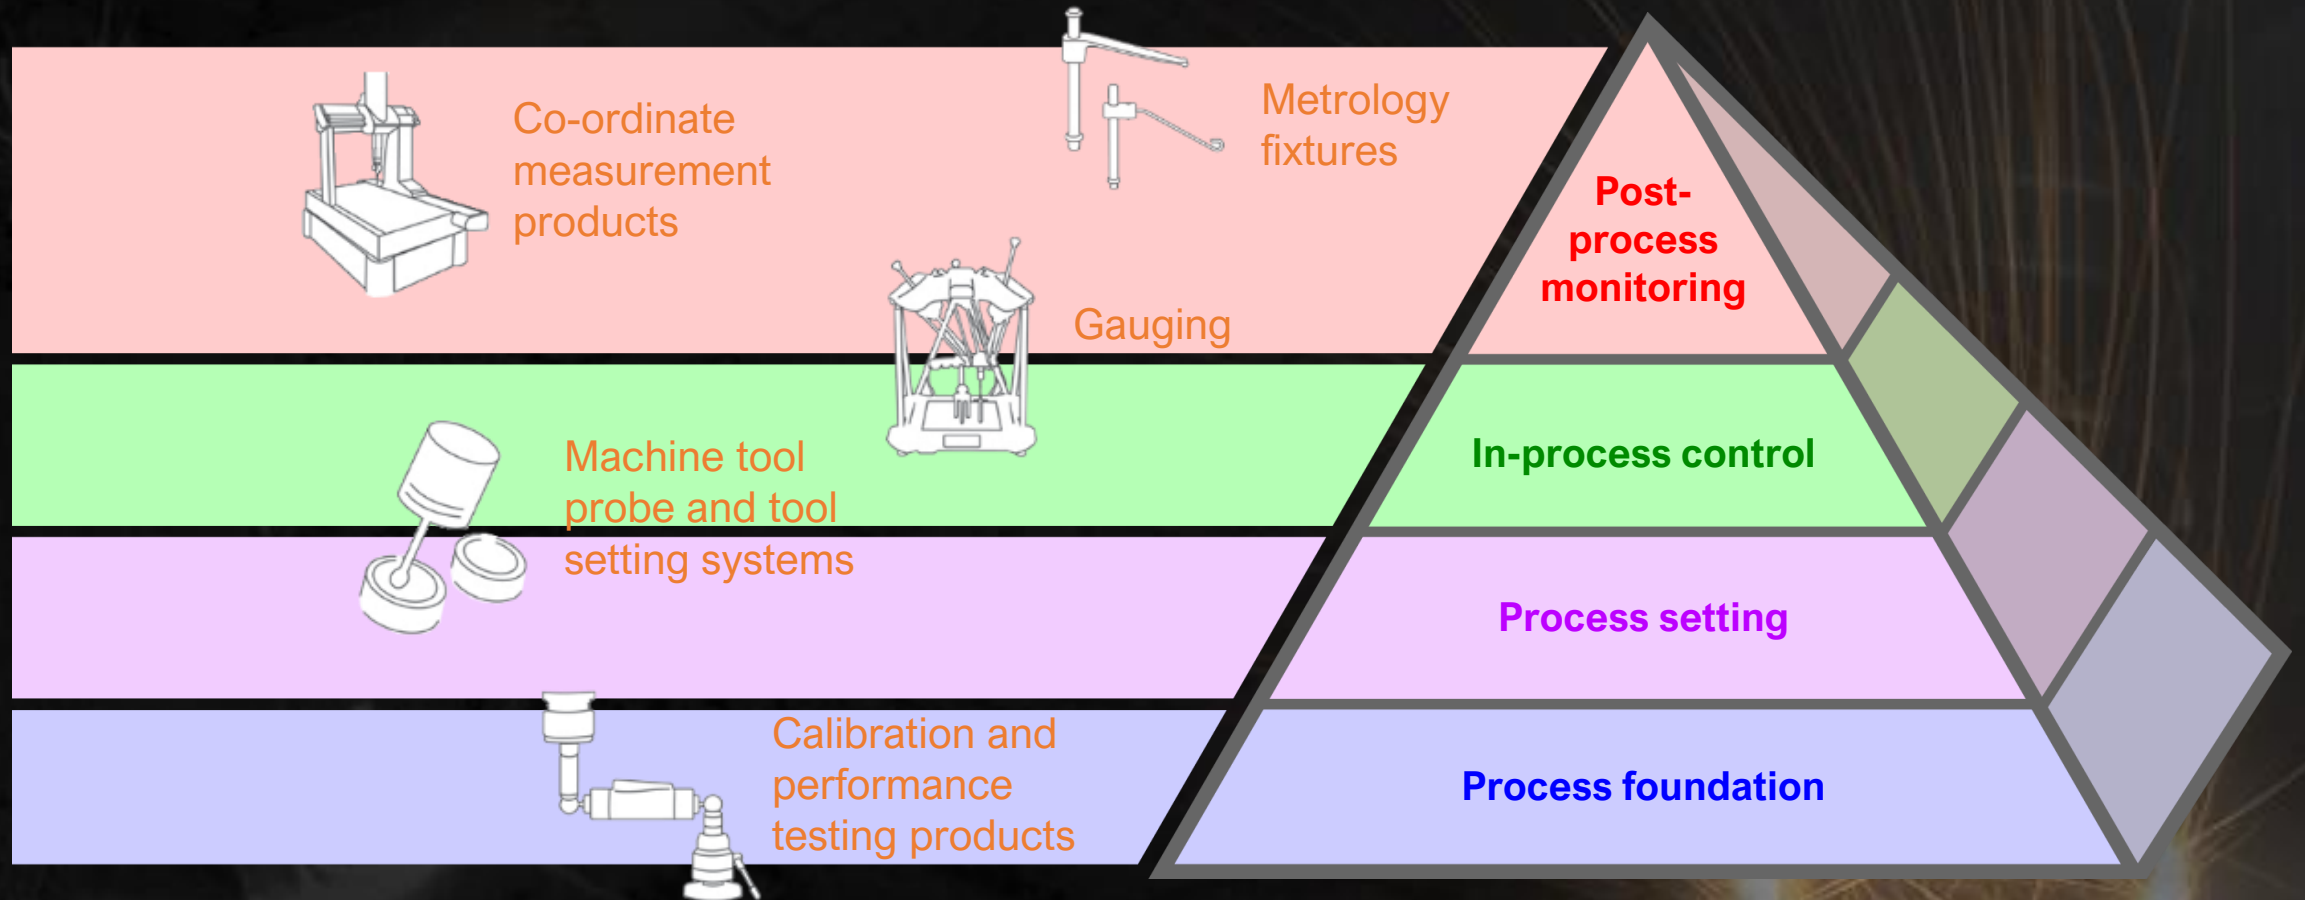 Co-ordinate
measurement
products
Metrology
fixtures
Gauging
Post-
process
monitoring
Machine tool
probe and tool
setting systems
In-process control
Process setting
Calibration and
performance
testing products
Process foundation